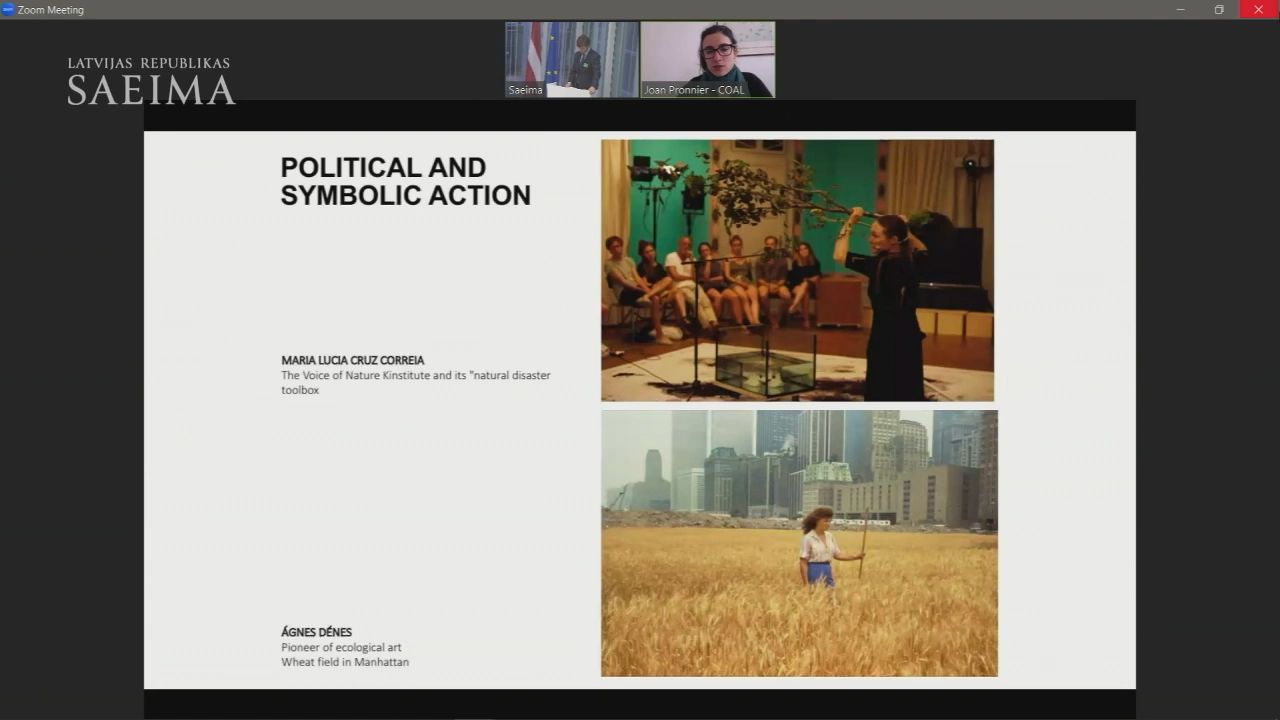 Zoom Meeting
LATVIJAS REPUBLIKAS
SAEIMA
Saeima
Joan Pronnier - COAL
POLITICAL AND
SYMBOLIC ACTION
MARIA LUCIA CRUZ CORREIA
The Voice of Nature Kinstitute and its "natural disaster
toolbox
ÁGNES DÉNES
Pioneer of ecological art
Wheat field in Manhattan